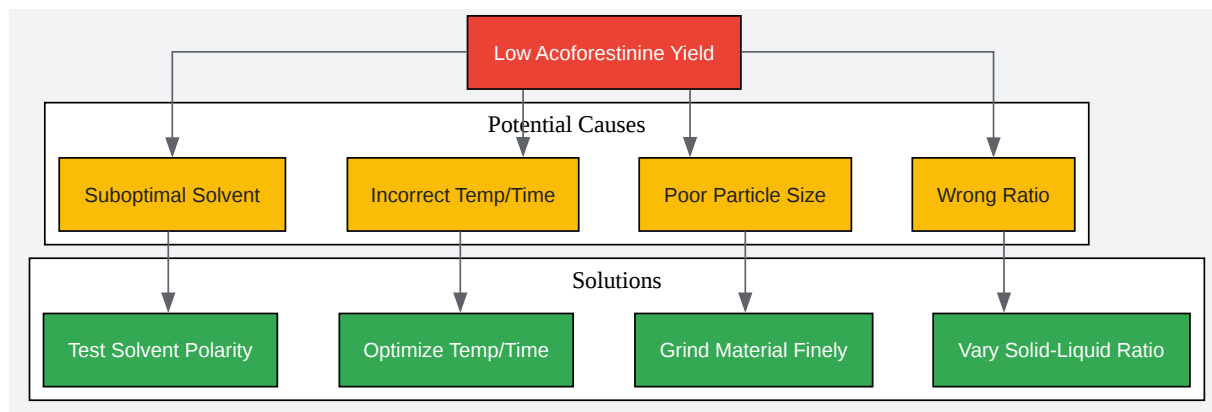 Low Acoforestinine Yield
Potential Causes
Suboptimal Solvent
Incorrect Temp/Time
Poor Particle Size
Wrong Ratio
Solutions
Test Solvent Polarity
Optimize Temp/Time
Grind Material Finely
Vary Solid-Liquid Ratio